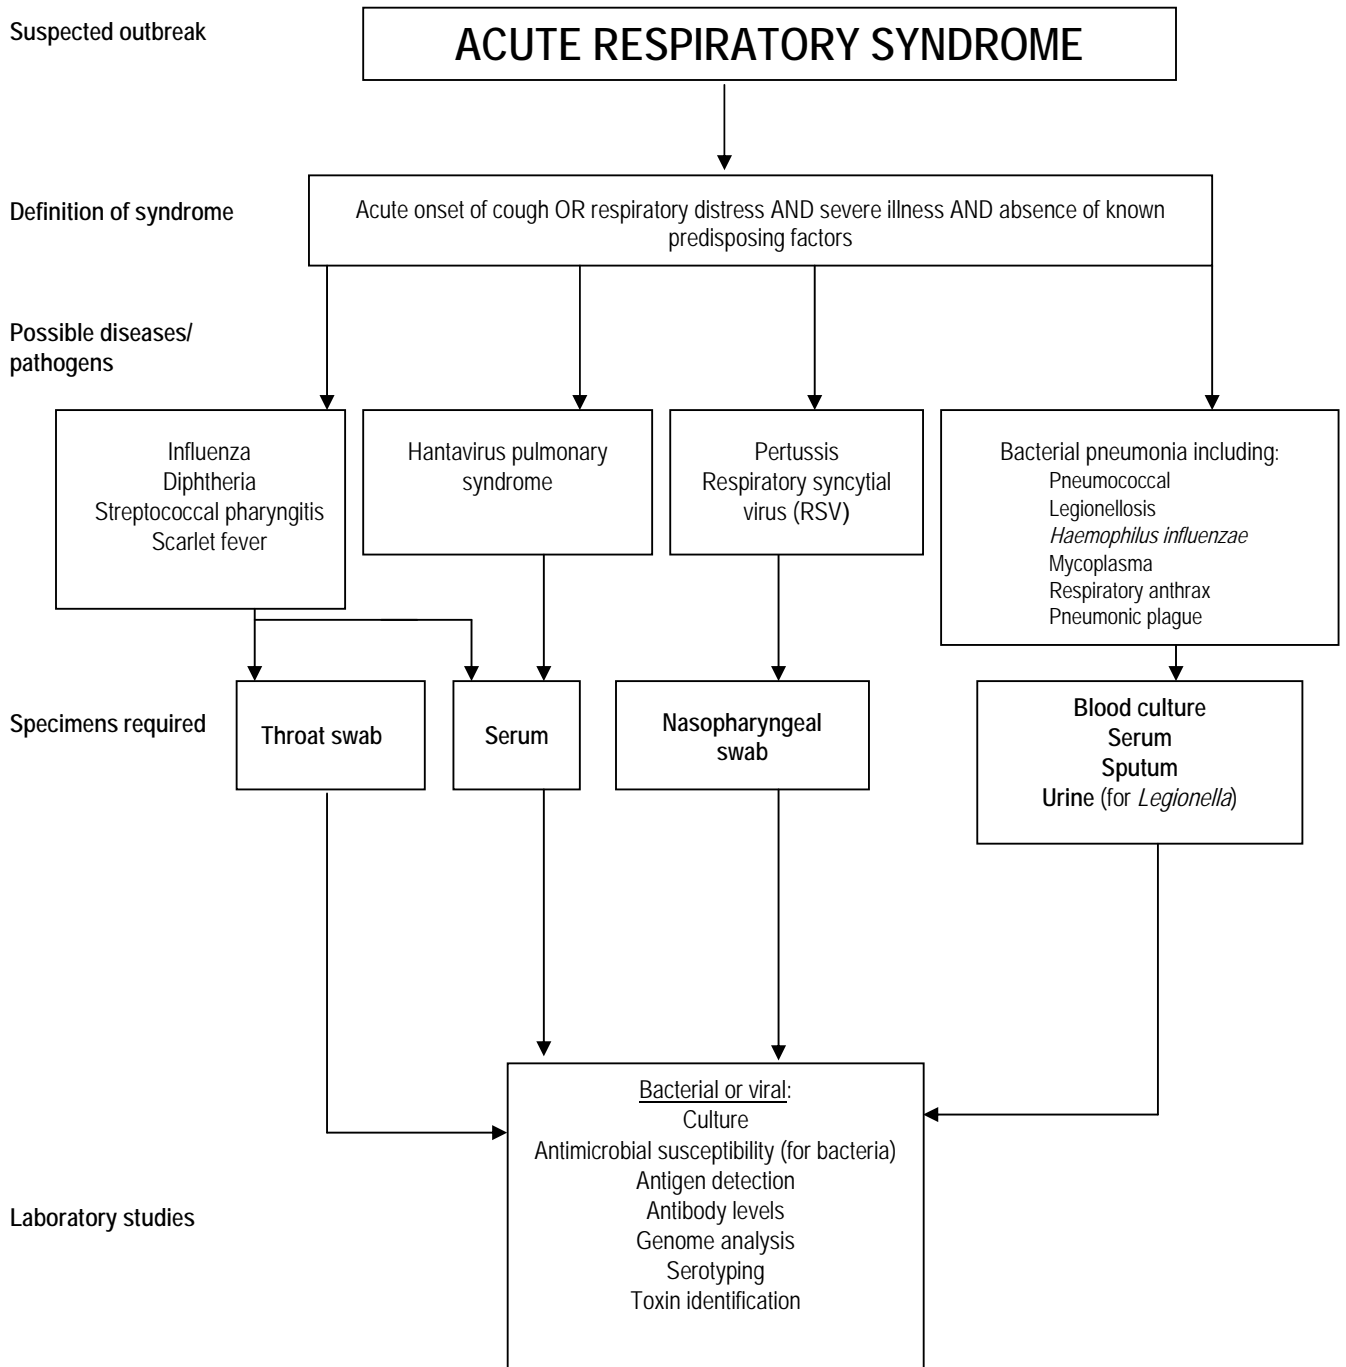 Suspected outbreak
ACUTE RESPIRATORY SYNDROME
Definition of syndrome
Acute onset of cough OR respiratory distress AND severe illness AND absence of known
predisposing factors
Possible diseases/
pathogens
Influenza
Diphtheria
Streptococcal pharyngitis
Scarlet fever
Hantavirus pulmonary
syndrome
Pertussis
Respiratory syncytial
virus (RSV)
Bacterial pneumonia including:
Pneumococcal
Legionellosis
Haemophilus influenzae
Mycoplasma
Respiratory anthrax
Pneumonic plague
Specimens required
Throat swab
Serum
Nasopharyngeal
swab
Blood culture
Serum
Sputum
Urine (for Legionella)
Laboratory studies
Bacterial or viral:
Culture
Antimicrobial susceptibility (for bacteria)
Antigen detection
Antibody levels
Genome analysis
Serotyping
Toxin identification